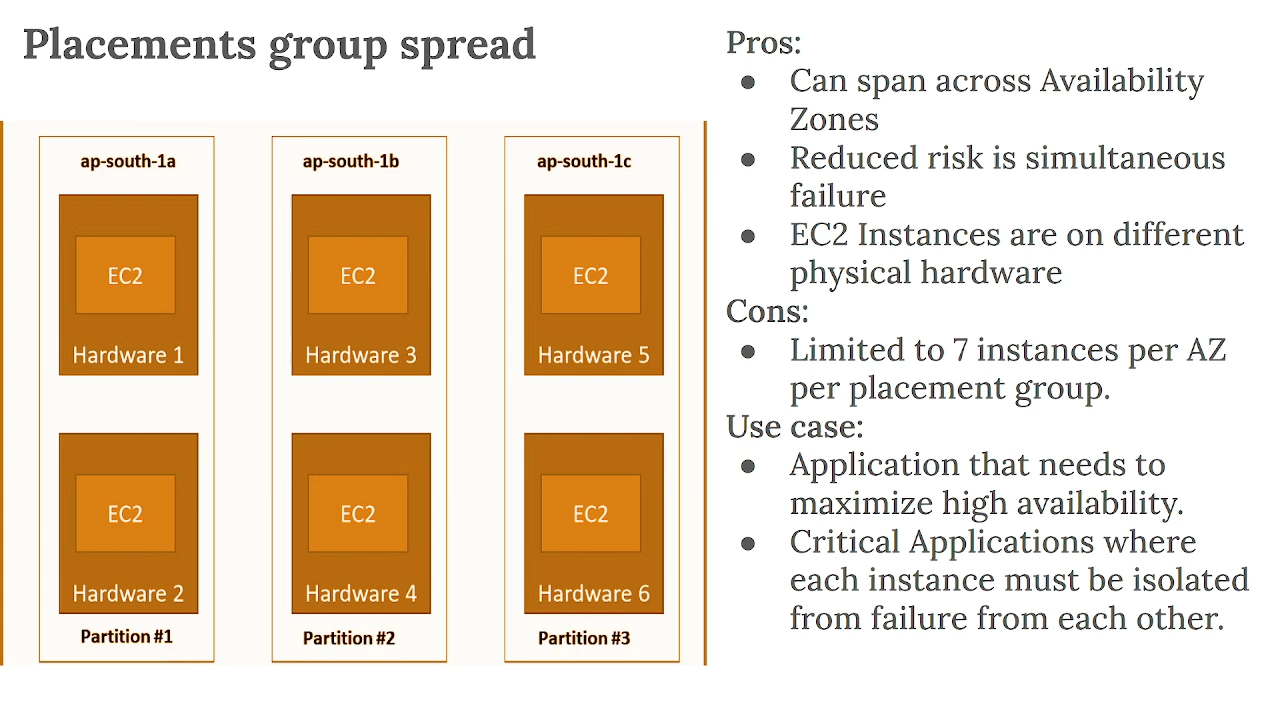 Placements group spread
ap-south-1a
EC2
Hardware 1
EC2
Hardware 2
Partition #1
ap-south-1b
EC2
Hardware 3
EC2
Hardware 4
Partition #2
ap-south-1c
EC2
Hardware 5
EC2
Hardware 6
Partition #3
Pros:
● Can span across Availability
Zones
● Reduced risk is simultaneous
failure
● EC2 Instances are on different
physical hardware
Cons:
● Limited to 7 instances per AZ
per placement group.
Use case:
● Application that needs to
maximize high availability.
● Critical Applications where
each instance must be isolated
from failure from each other.